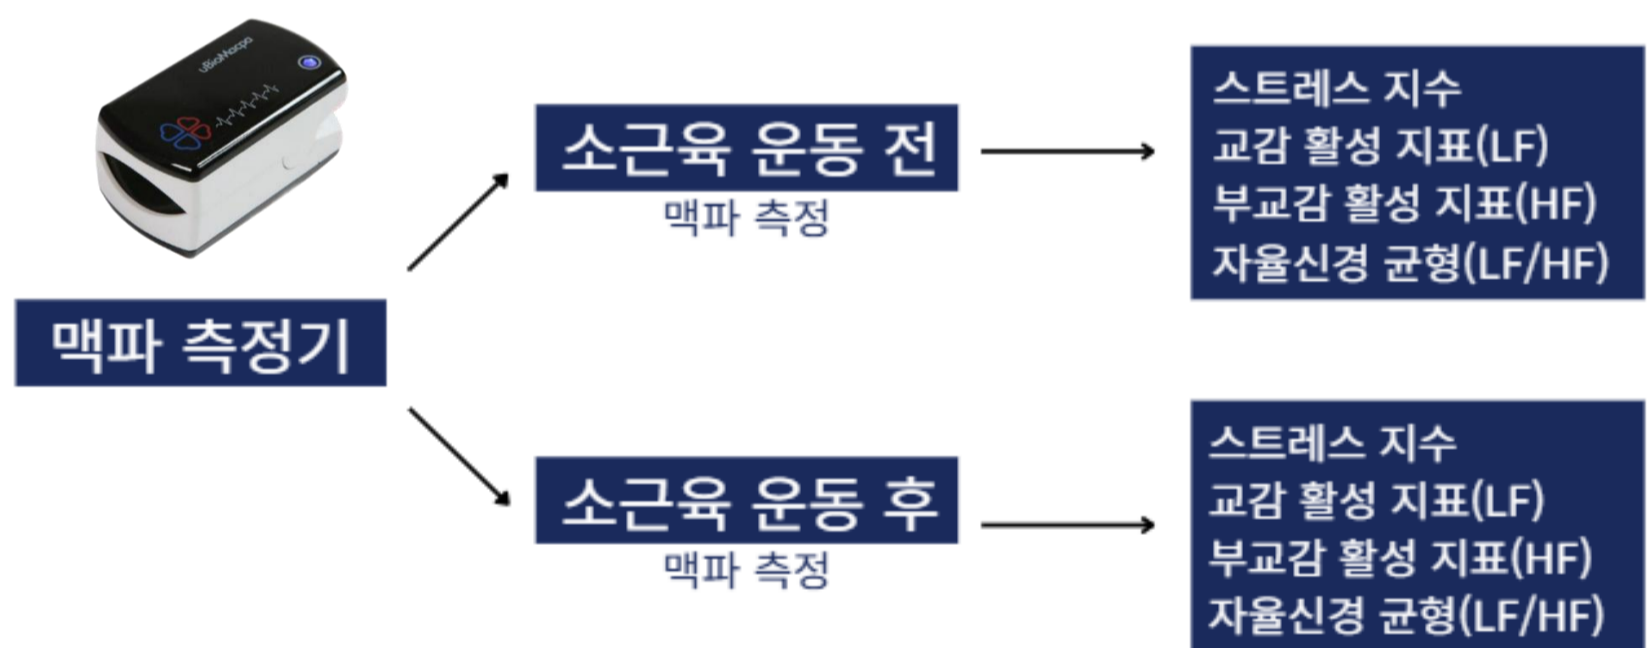 uBioMacpa
맥파 측정기
소근육 운동 전
맥파 측정
스트레스 지수
교감 활성 지표(LF)
부교감 활성 지표(HF)
자율신경 균형(LF/HF)
소근육 운동 후
맥파 측정
스트레스 지수
교감 활성 지표(LF)
부교감 활성 지표(HF)
자율신경 균형(LF/HF)